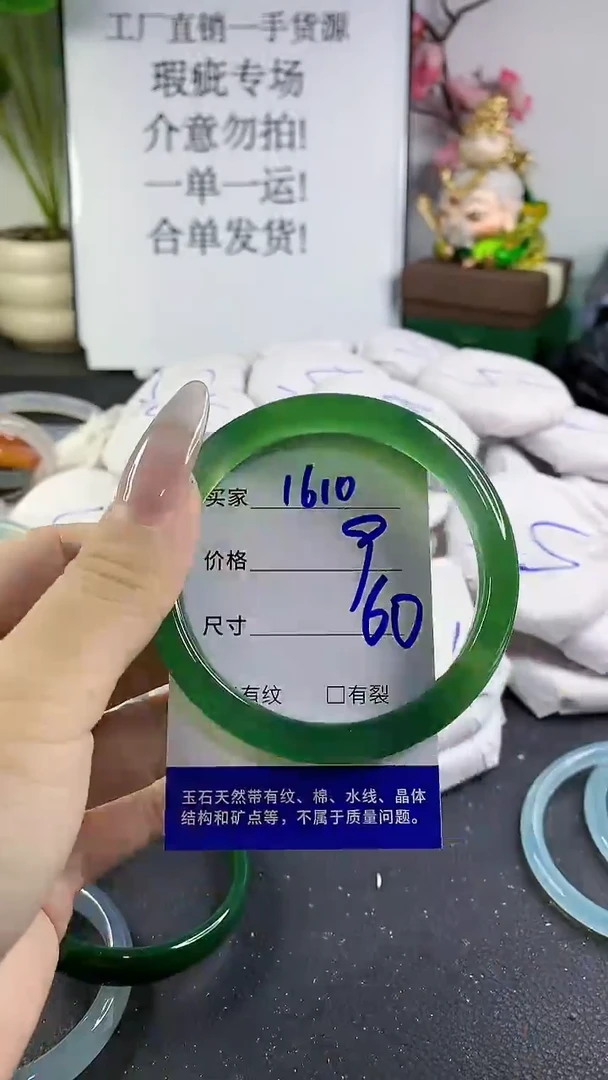 工厂直销一手货源
瑕疵专场
介意勿拍!
一单一运!
合单发货!
买家 1610
价格
尺寸 60
有纹 □有裂
玉石天然带有纹、棉、水线、晶体
结构和矿点等，不属于质量问题。